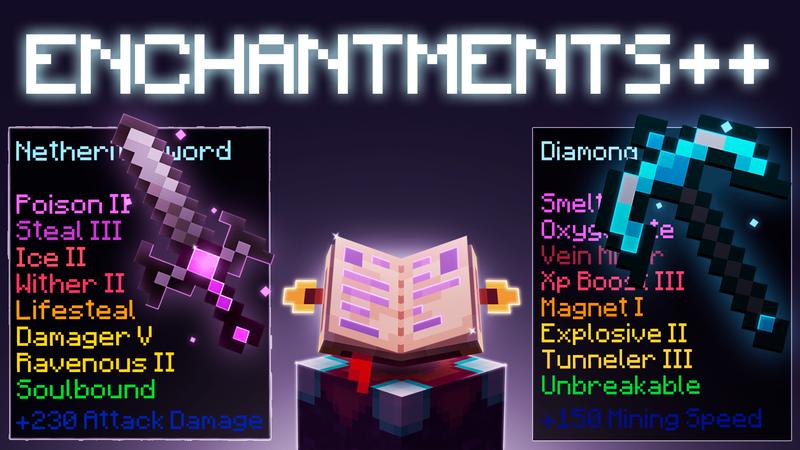 ENCHANTMENTS++
Poison II
Steal III
Ice II
Wither II
Lifesteal
Damager V
Ravenous II
Soulbound
+230 Attack Damage
Xp III
Magnet I
Explosive II
Tunneler III
Unbreakable
+150 Mining Speed